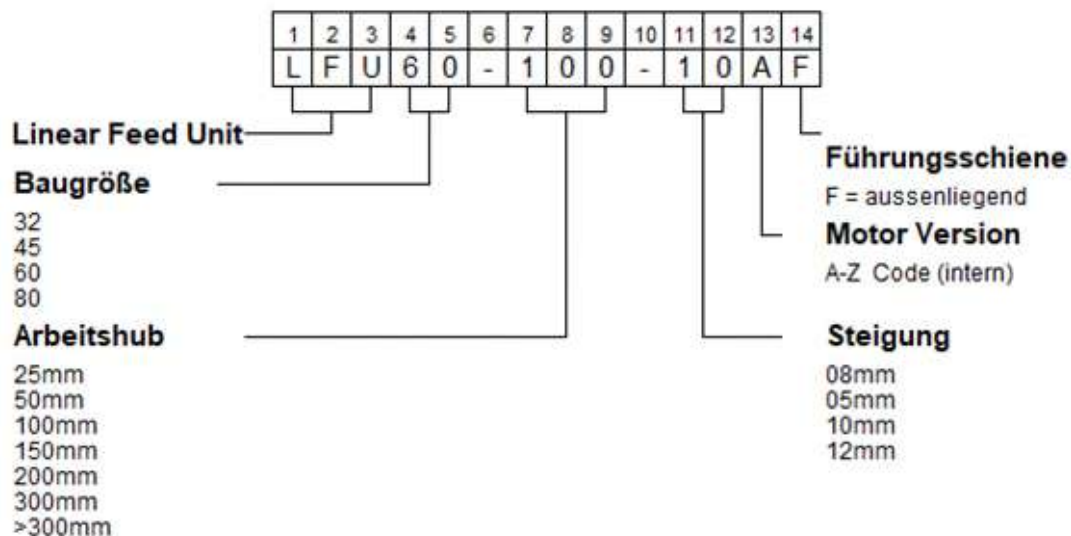 1 2 3 4 5 6 7 8 9 10 11 12 13 14
L F U 6 0 - 1 0 0 - 1 0 A F
Linear Feed Unit
Baugröße
32
45
60
80
Arbeitshub
25mm
50mm
100mm
150mm
200mm
300mm
>300mm
Führungsschiene
F = aussenliegend
Motor Version
A-Z Code (intern)
Steigung
08mm
05mm
10mm
12mm